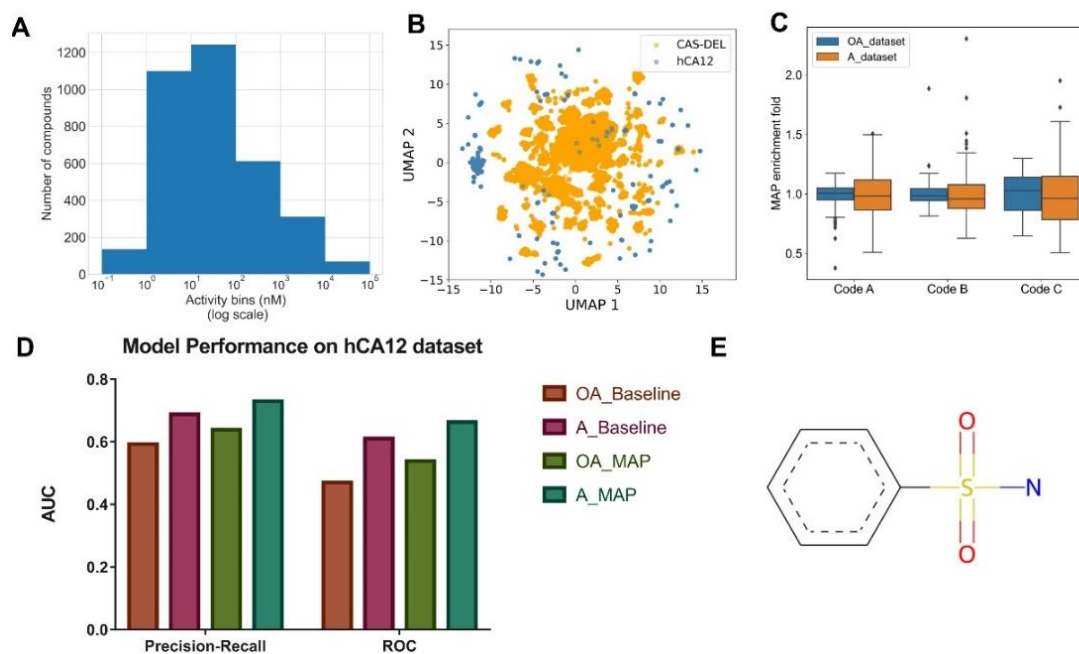 A
Number of compounds
1200
1000
800
600
400
200
0
10⁻¹ 10⁰ 10¹ 10² 10³ 10⁴ 10⁵
Activity bins (nM)
(log scale)
B
UMAP 2
15
10
5
0
−5
−10
−15
−15 −10 −5 0 5 10 15
UMAP 1
CAS-DEL
hCA12
C
MAP enrichment fold
OA_dataset
A_dataset
2.0
1.5
1.0
0.5
Code A Code B Code C
D
Model Performance on hCA12 dataset
AUC
0.8
0.6
0.4
0.2
0.0
Precision-Recall ROC
OA_Baseline
A_Baseline
OA_MAP
A_MAP
E
O
S N
O